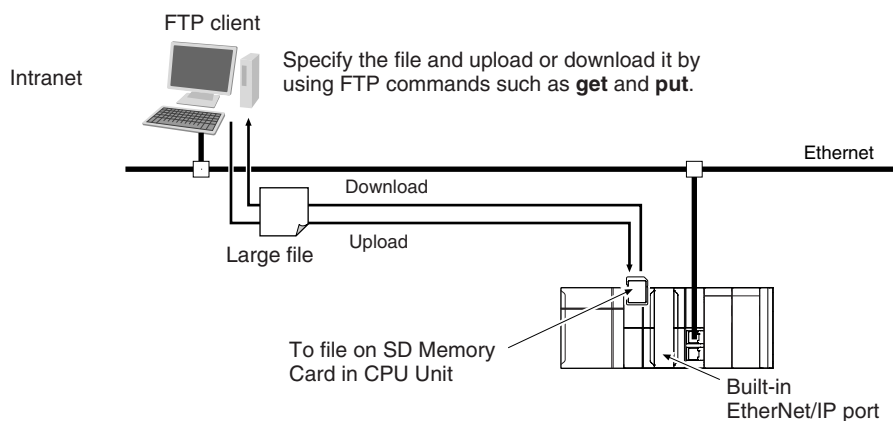 FTP client
Specify the file and upload or download it by
using FTP commands such as get and put.
Intranet
Ethernet
Download
Upload
Large file
To file on SD Memory
Card in CPU Unit
Built-in
EtherNet/IP port